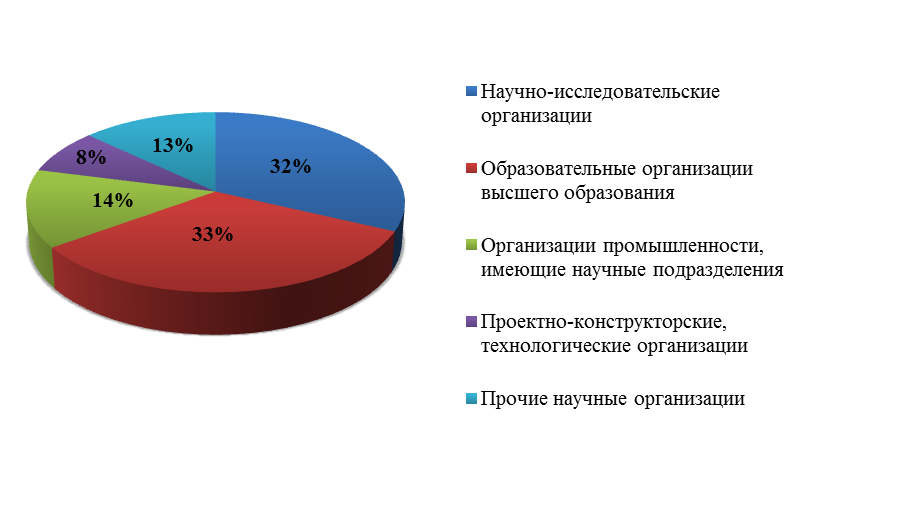 32%
33%
14%
8%
13%
Научно-исследовательские
организации
Образовательные организации
высшего образования
Организации промышленности,
имеющие научные подразделения
Проектно-конструкторские,
технологические организации
Прочие научные организации